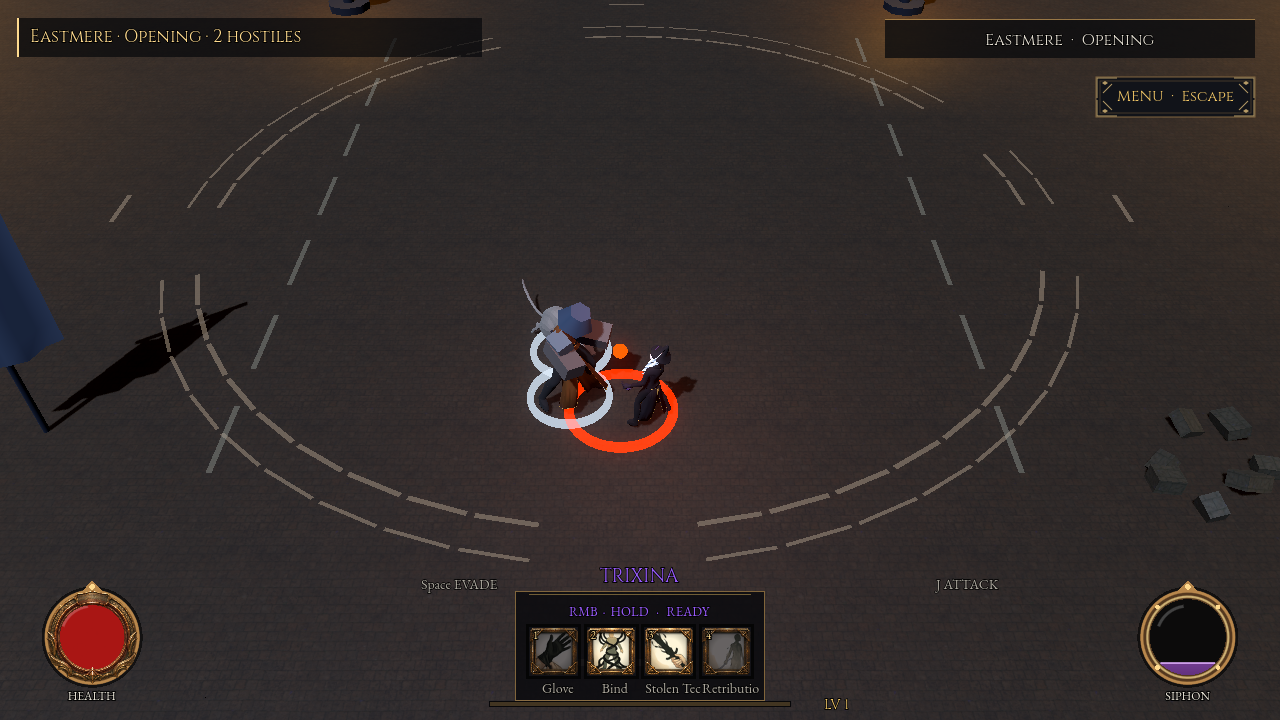 Eastmere · Opening · 2 hostiles
Eastmere · Opening
MENU · Escape
Space EVADE
J ATTACK
TRIXINA
RMB · HOLD · READY
1 2 3 4
Glove Bind Stolen Tec Retributio
HEALTH
SIPHON
LV 1